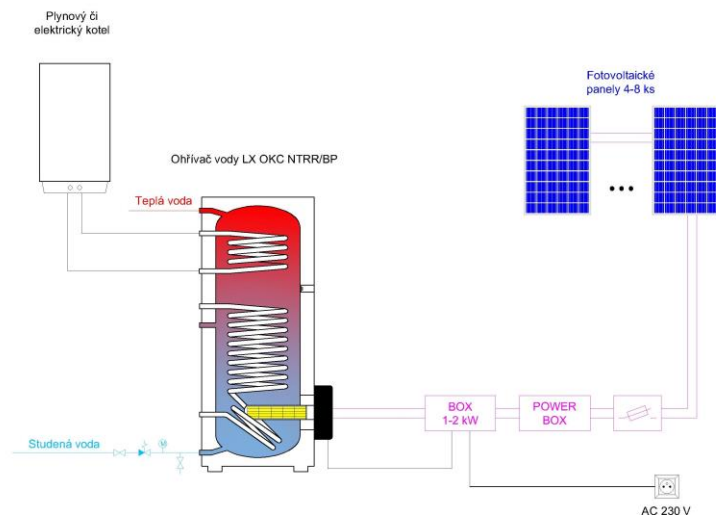 Plynový či
elektrický kotel
Fotovoltaické
panely 4-8 ks
Ohřívač vody LX OKC NTRR/BP
Teplá voda
BOX
1-2 kW
POWER
BOX
Studená voda
M
AC 230 V